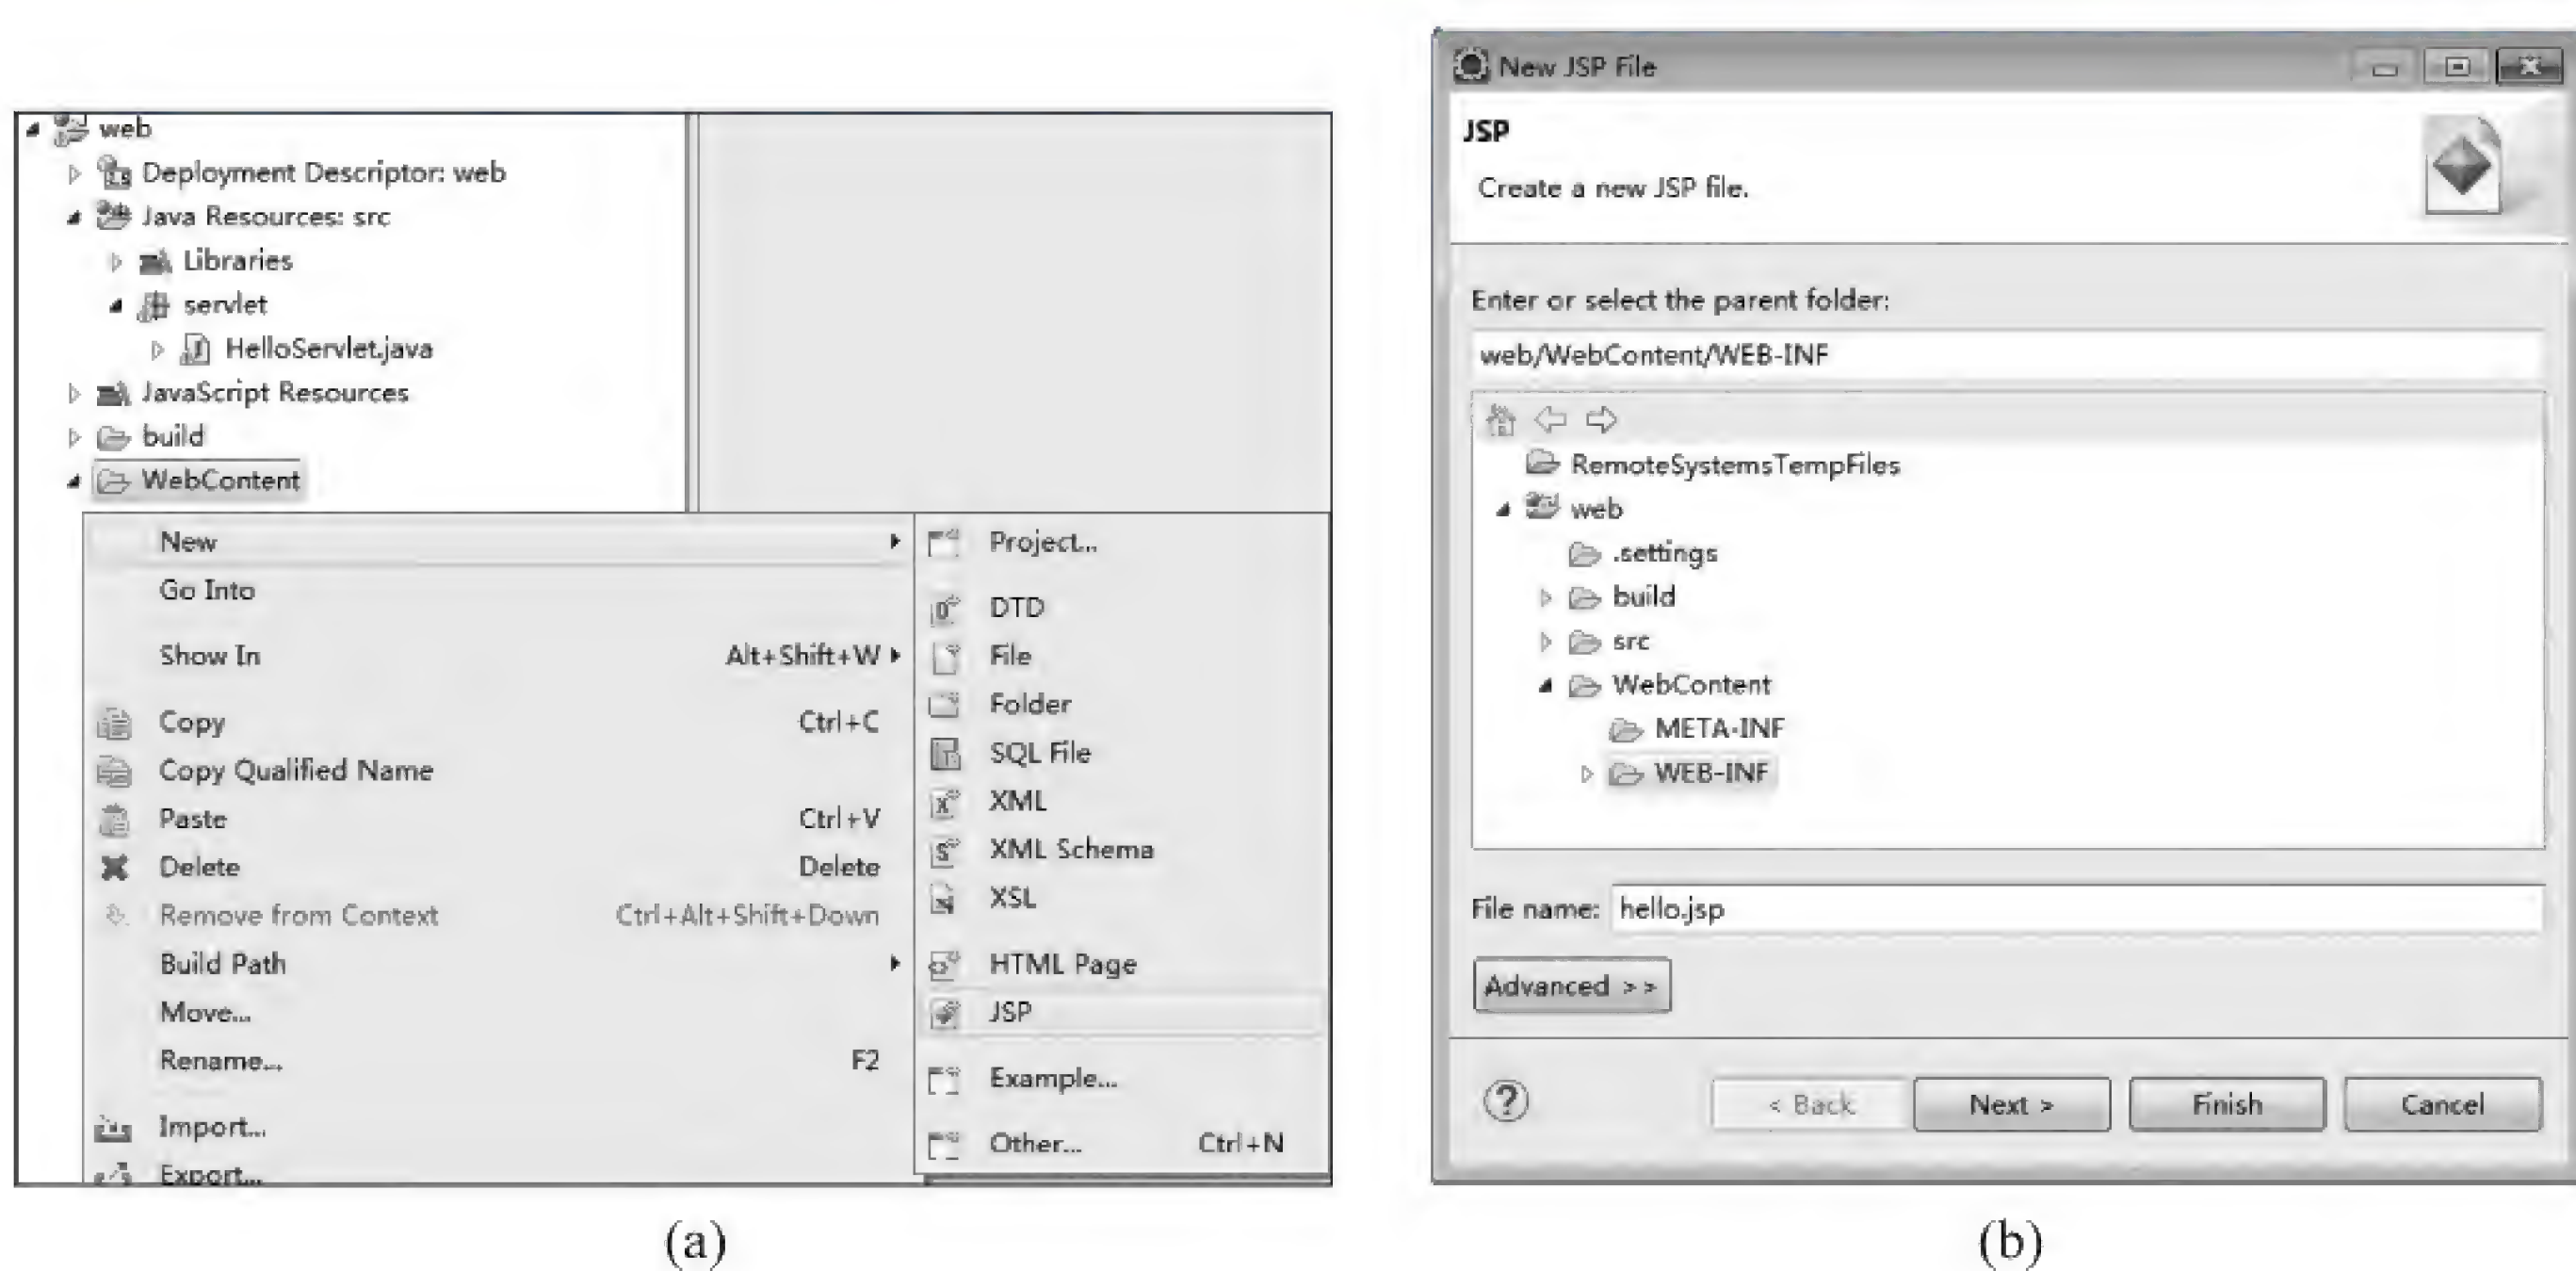 web
Deployment Descriptor: web
Java Resources: src
Libraries
servlet
HelloServlet.java
JavaScript Resources
build
WebContent
New
Go Into
Show In Alt+Shift+W
Copy Ctrl+C
Copy Qualified Name
Paste Ctrl+V
Delete Delete
Remove from Context Ctrl+Alt+Shift+Down
Build Path
Move...
Rename... F2
Import...
Export...
Project...
DTD
File
Folder
SQL File
XML
XML Schema
XSL
HTML Page
JSP
Example...
Other... Ctrl+N
(a)
New JSP File
JSP
Create a new JSP file.
Enter or select the parent folder:
web/WebContent/WEB-INF
RemoteSystemsTempFiles
web
.settings
build
src
WebContent
META-INF
WEB-INF
File name: hello.jsp
Advanced >>
? < Back Next > Finish Cancel
(b)